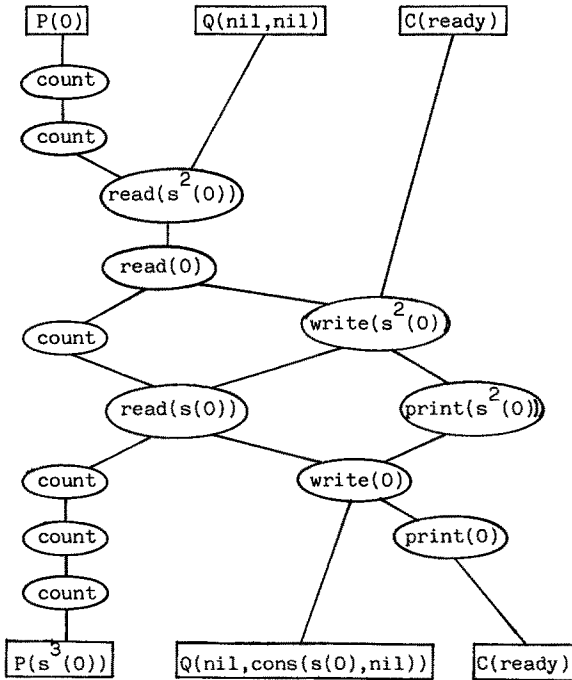 P(0) Q(nil,nil) C(ready)
count
count
read(s²(0))
read(0)
write(s²(0))
count
read(s(0)) print(s²(0))
count write(0)
count print(0)
count
P(s³(0)) Q(nil,cons(s(0),nil)) C(ready)